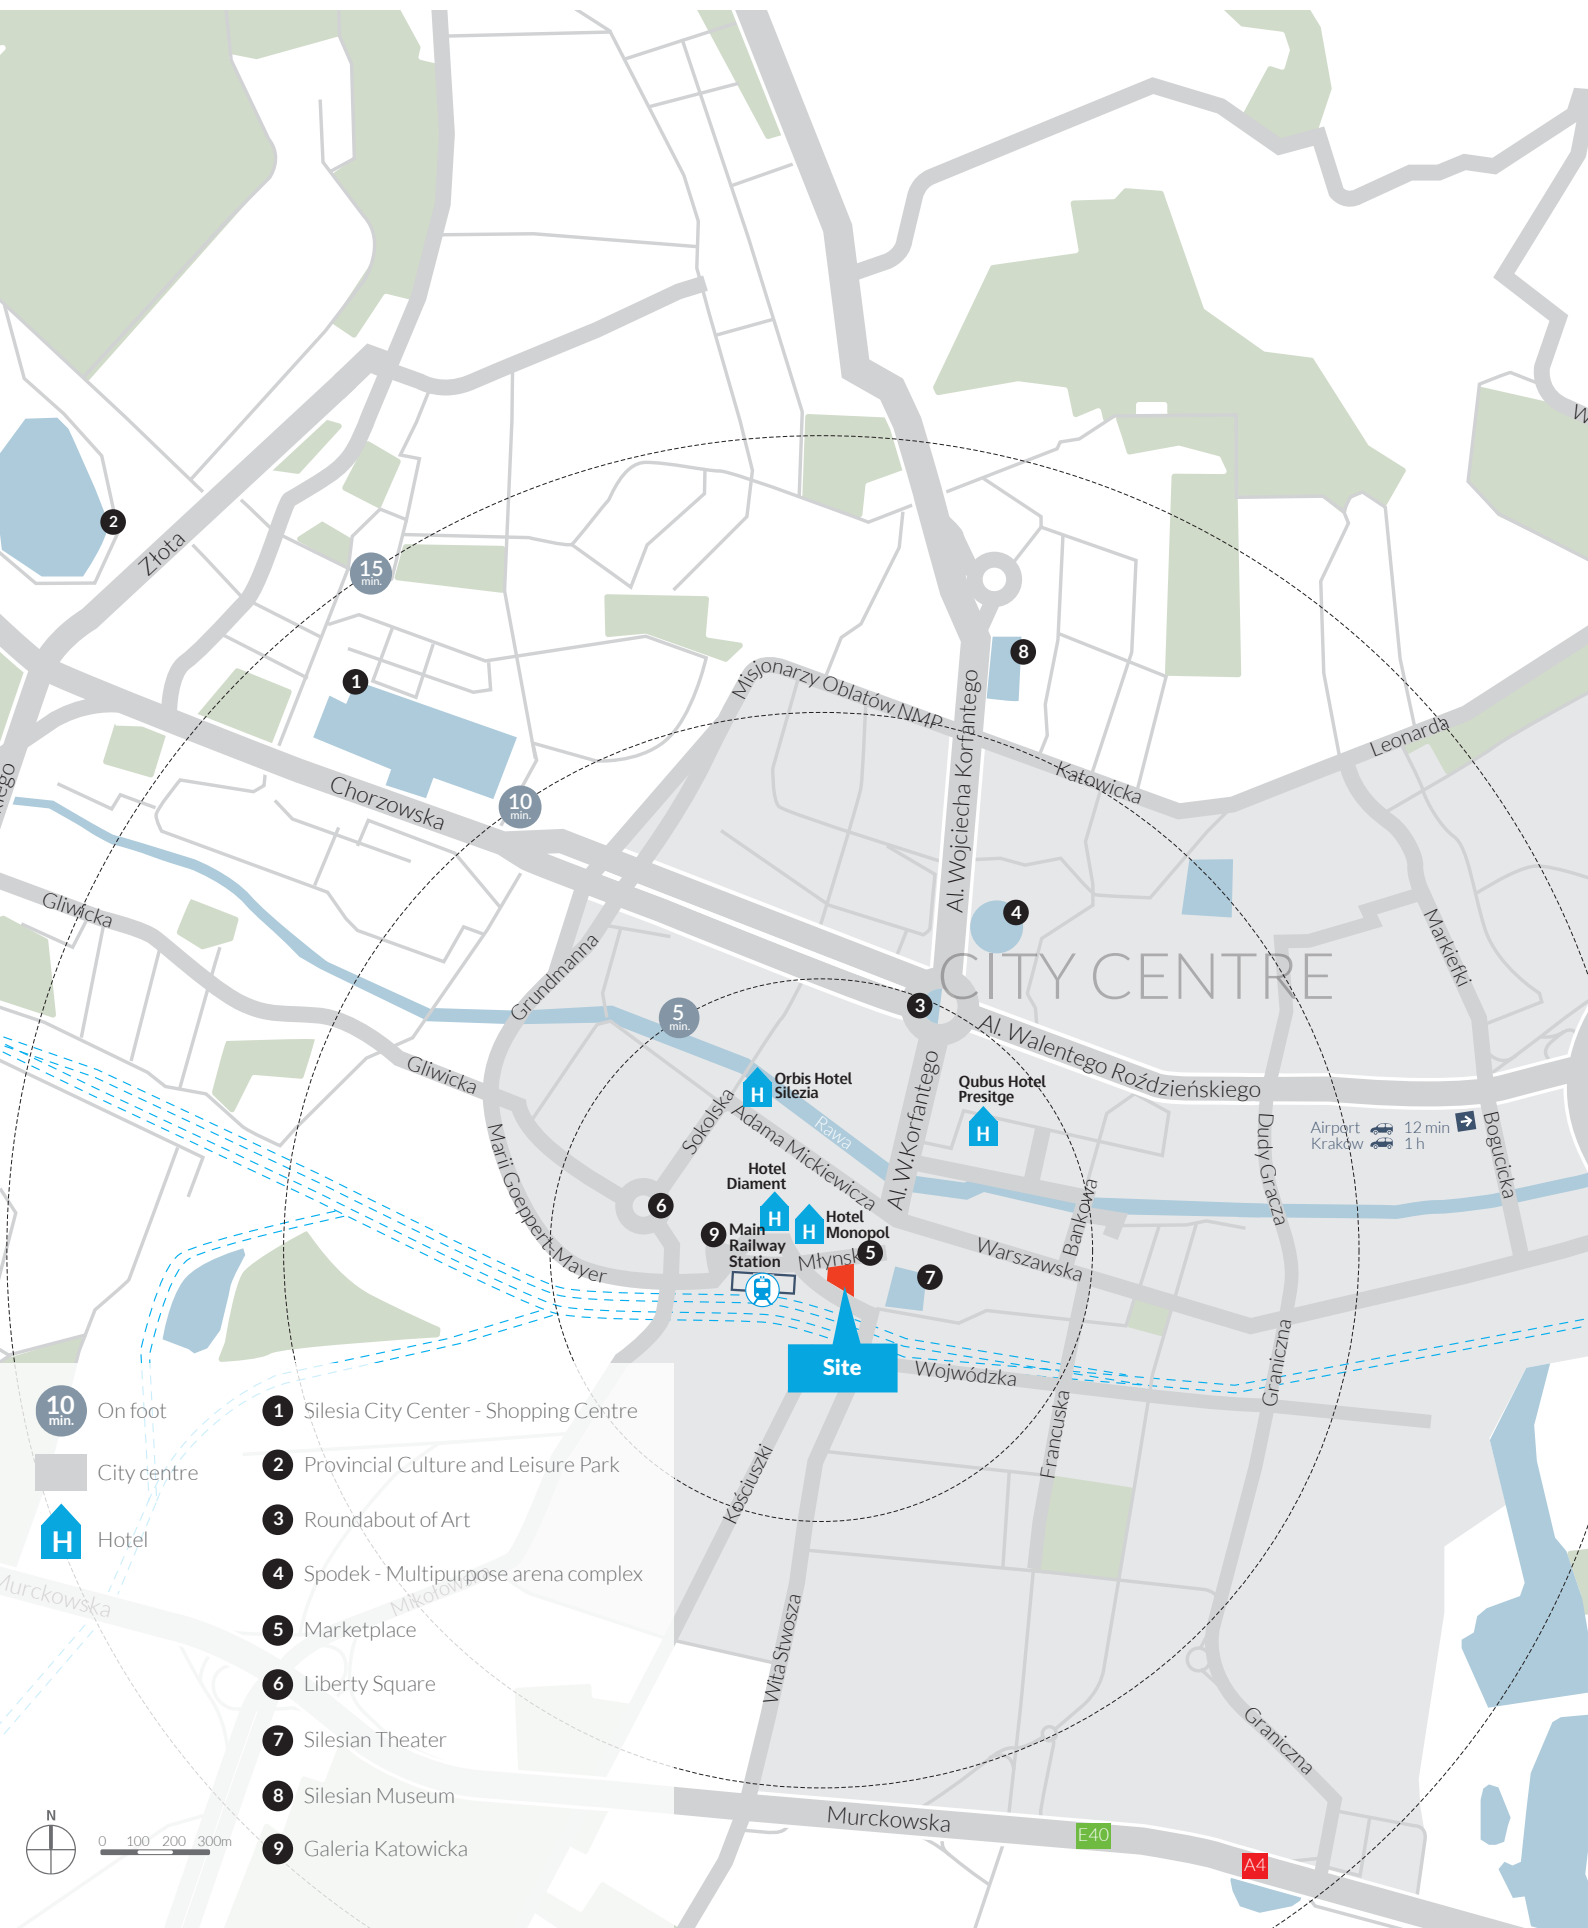 2
Złota
15
min.
1
8
Misjonarzy Oblatów NMP
Al. Wojciecha Korfantego
Katowicka
Leonarda
Chorzowska
10
min.
Gliwicka
4
Markiefki
CITY CENTRE
Grundmanna
3
5
min.
Al. Walentego Roździeńskiego
Gliwicka
Orbis Hotel
Silezia
H
Qubus Hotel
Presitge
H
Al. W.Korfantego
Sokolska
Adama Mickiewicza
Rawa
Dudy Gracza
Airport 12 min
Krakow 1 h
Bogucicka
Marii Goeppert-Mayer
Hotel
Diament
H
Hotel
Monopol
H
6
9
Main
Railway
Station
Młyńsk
5
7
Bankowa
Warszawska
Site
Wojwódzka
Graniczna
Francuska
Kościuszki
Wita Stwosza
Graniczna
Murckowska
E40
A4
Murckowska
10
min.
On foot
City centre
H
Hotel
1 Silesia City Center - Shopping Centre
2 Provincial Culture and Leisure Park
3 Roundabout of Art
4 Spodek - Multipurpose arena complex
5 Marketplace
6 Liberty Square
7 Silesian Theater
8 Silesian Museum
9 Galeria Katowicka
N
0 100 200 300m